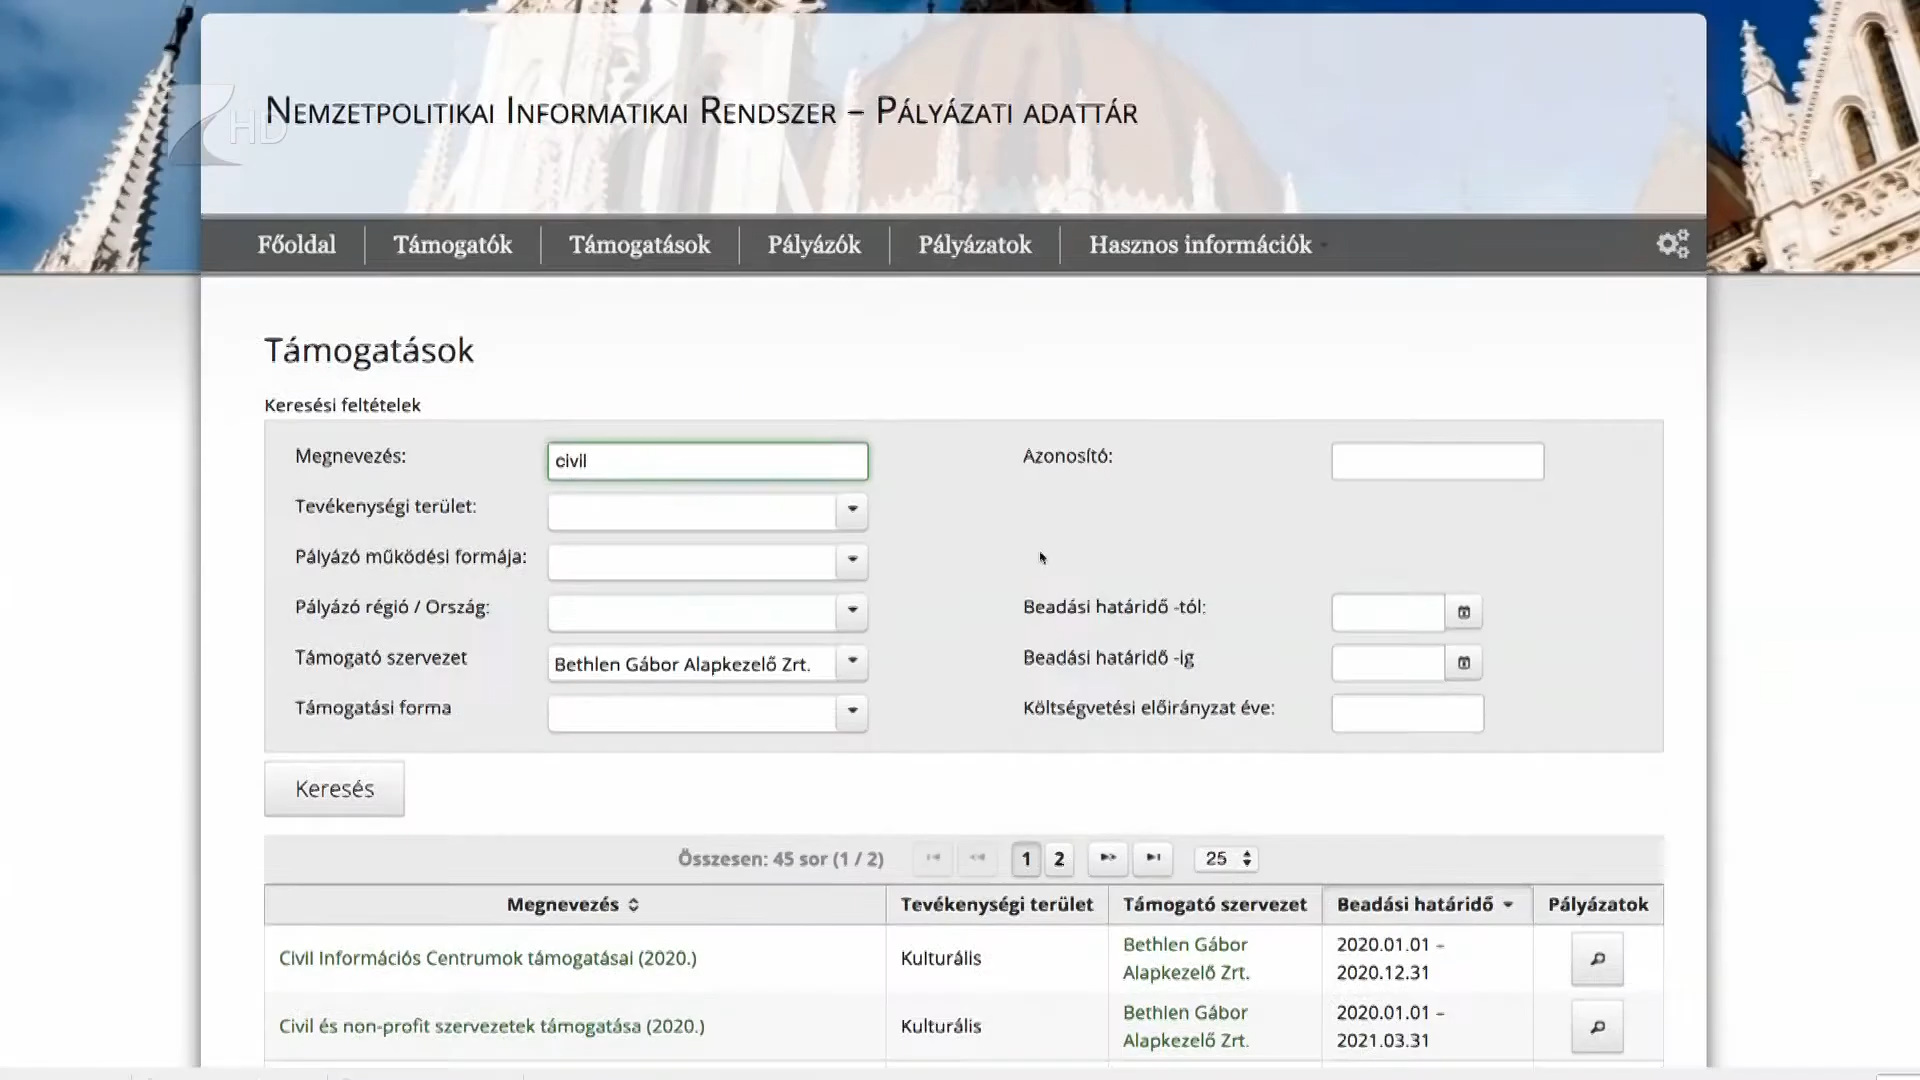 HD
Nemzetpolitikai Informatikai Rendszer – Pályázati adattár
Főoldal Támogatók Támogatások Pályázók Pályázatok Hasznos információk
Támogatások
Keresési feltételek
Megnevezés: civil Azonosító:
Tevékenységi terület:
Pályázó működési formája:
Pályázó régió / Ország: Beadási határidő -tól:
Támogató szervezet Bethlen Gábor Alapkezelő Zrt. Beadási határidő -ig
Támogatási forma Költségvetési előirányzat éve:
Keresés
Összesen: 45 sor (1 / 2) 1 2 25
Megnevezés Tevékenységi terület Támogató szervezet Beadási határidő Pályázatok
Civil Információs Centrumok támogatásai (2020.) Kulturális Bethlen Gábor Alapkezelő Zrt. 2020.01.01 – 2020.12.31
Civil és non-profit szervezetek támogatása (2020.) Kulturális Bethlen Gábor Alapkezelő Zrt. 2020.01.01 – 2021.03.31